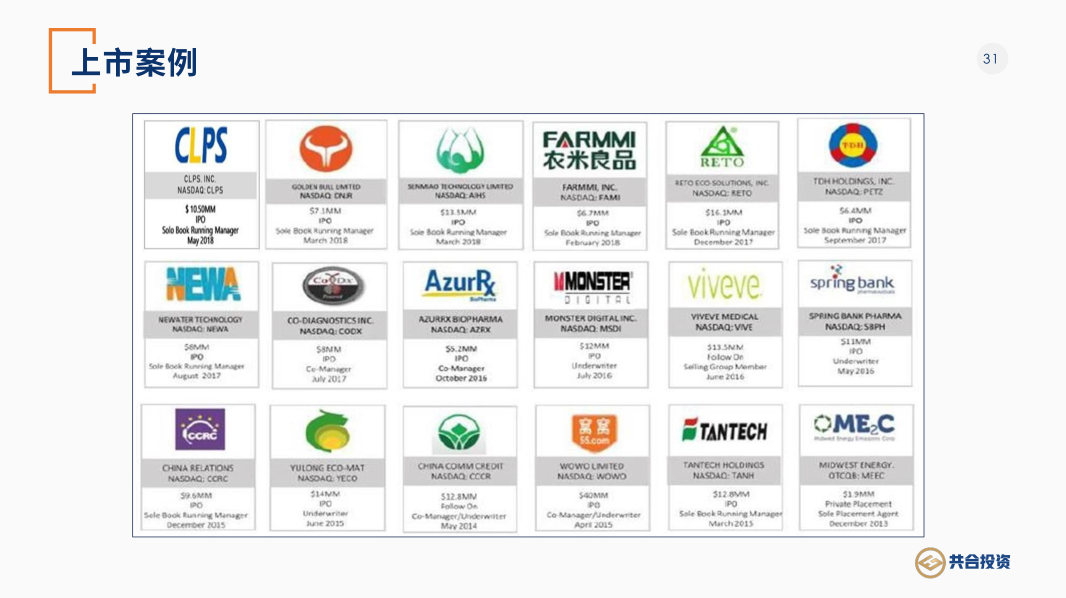 上市案例
31
CLPS
CLPS, INC.
NASDAQ: CLPS
$10.50MM
IPO
Sole Book Running Manager
May 2018
GOLDEN BULL LIMITED
NASDAQ: DNJR
$7.1MM
IPO
Sole Book Running Manager
March 2018
SENMIAO TECHNOLOGY LIMITED
NASDAQ: AIHS
IPO
Sole Book Running Manager
March 2018
FARMMI
农米良品
FARMMI, INC.
NASDAQ: FAMI
$6.7MM
IPO
Sole Book Running Manager
February 2018
RETO
RETO ECO-SOLUTIONS, INC.
NASDAQ: RETO
IPO
Sole Book Running Manager
December 2017
TDH
TDH HOLDINGS, INC.
NASDAQ: PETZ
$6.4MM
IPO
Sole Book Running Manager
September 2017
NEWA
NEWATER TECHNOLOGY
NASDAQ: NEWA
$8MM
IPO
Sole Book Running Manager
August 2017
CO-DIAGNOSTICS INC.
NASDAQ: CODX
$8MM
IPO
Co-Manager
July 2017
AzurRx
BioPharma
AZURRX BIOPHARMA
NASDAQ: AZRX
$5.2MM
IPO
Co-Manager
October 2016
MONSTER
DIGITAL
MONSTER DIGITAL INC.
NASDAQ: MSDI
$12MM
IPO
Underwriter
July 2016
viveve
VIVEVE MEDICAL
NASDAQ: VIVE
$13.5MM
Follow On
Selling Group Member
June 2016
spring bank
pharmaceuticals
SPRING BANK PHARMA
NASDAQ: SBPH
$11MM
IPO
Underwriter
May 2016
CCRC
CHINA RELATIONS
NASDAQ: CCRC
$9.6MM
IPO
Sole Book Running Manager
December 2015
YULONG ECO-MAT
NASDAQ: YECO
$14MM
IPO
Underwriter
June 2015
CHINA COMM CREDIT
NASDAQ: CCCR
$12.8MM
Follow On
Co-Manager/Underwriter
May 2014
窝窝
55.com
WOWO LIMITED
NASDAQ: WOWO
$40MM
IPO
Co-Manager/Underwriter
April 2015
TANTECH
TANTECH HOLDINGS
NASDAQ: TANH
$12.8MM
IPO
Sole Book Running Manager
March 2015
ME2C
Midwest Energy Emissions Corp
MIDWEST ENERGY.
OTCQB: MEEC
$1.9MM
Private Placement
Sole Placement Agent
December 2013
共合投资